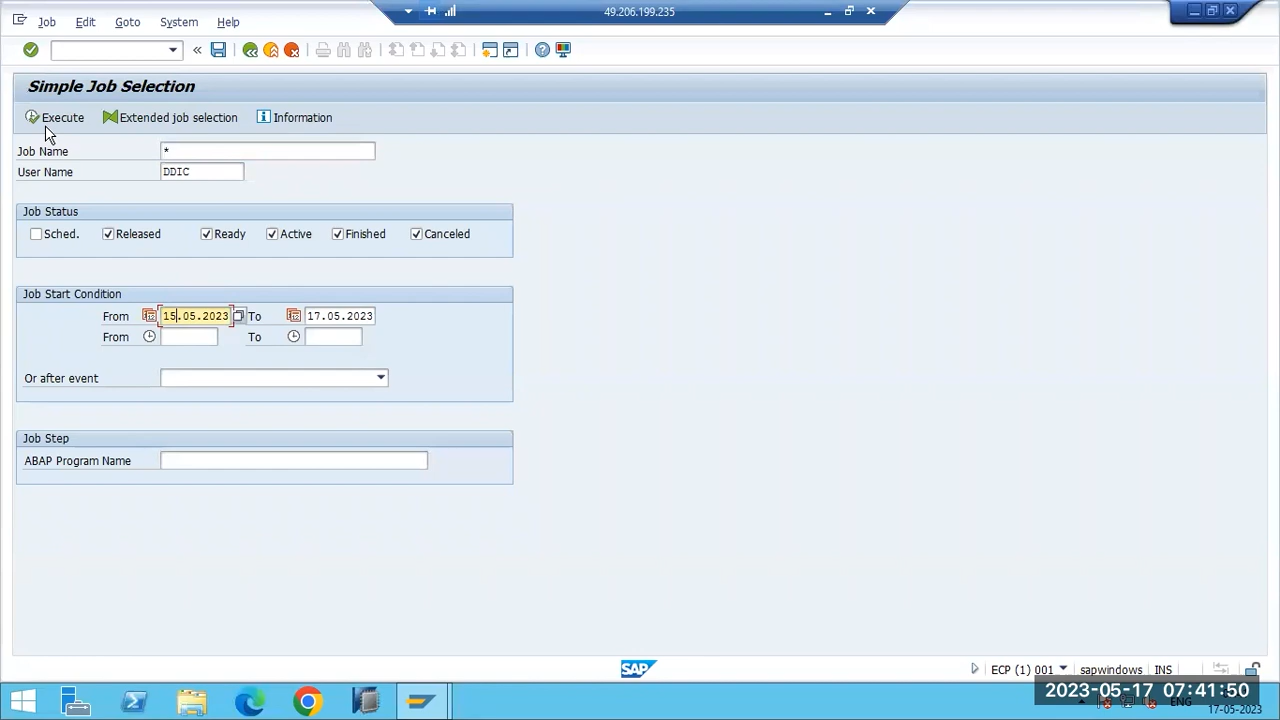 49.206.199.235
Job Edit Goto System Help
Simple Job Selection
Execute Extended job selection Information
Job Name *
User Name DDIC
Job Status
Sched. Released Ready Active Finished Canceled
Job Start Condition
From 15.05.2023 To 17.05.2023
From To
Or after event
Job Step
ABAP Program Name
SAP
ECP (1) 001 sapwindows INS
2023-05-17 07:41:50
ENG
17-05-2023